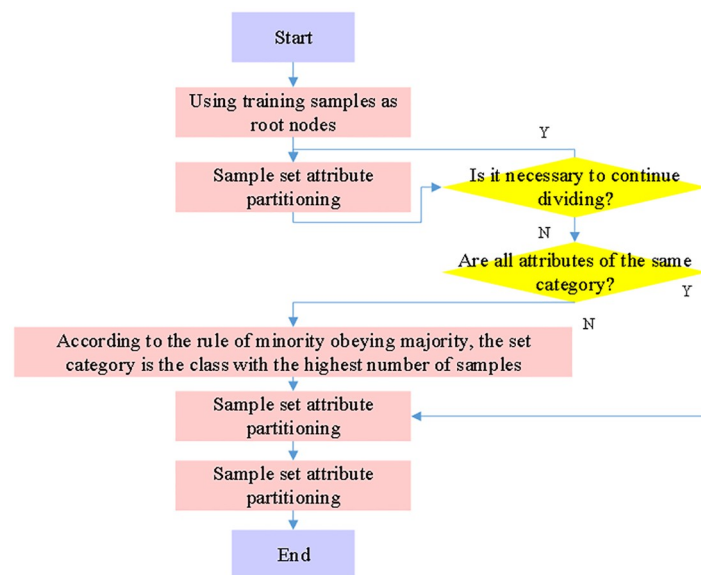 Start
Using training samples as
root nodes
Y
Sample set attribute
partitioning
Is it necessary to continue
dividing?
N
Are all attributes of the same
category?
Y
N
According to the rule of minority obeying majority, the set
category is the class with the highest number of samples
Sample set attribute
partitioning
Sample set attribute
partitioning
End